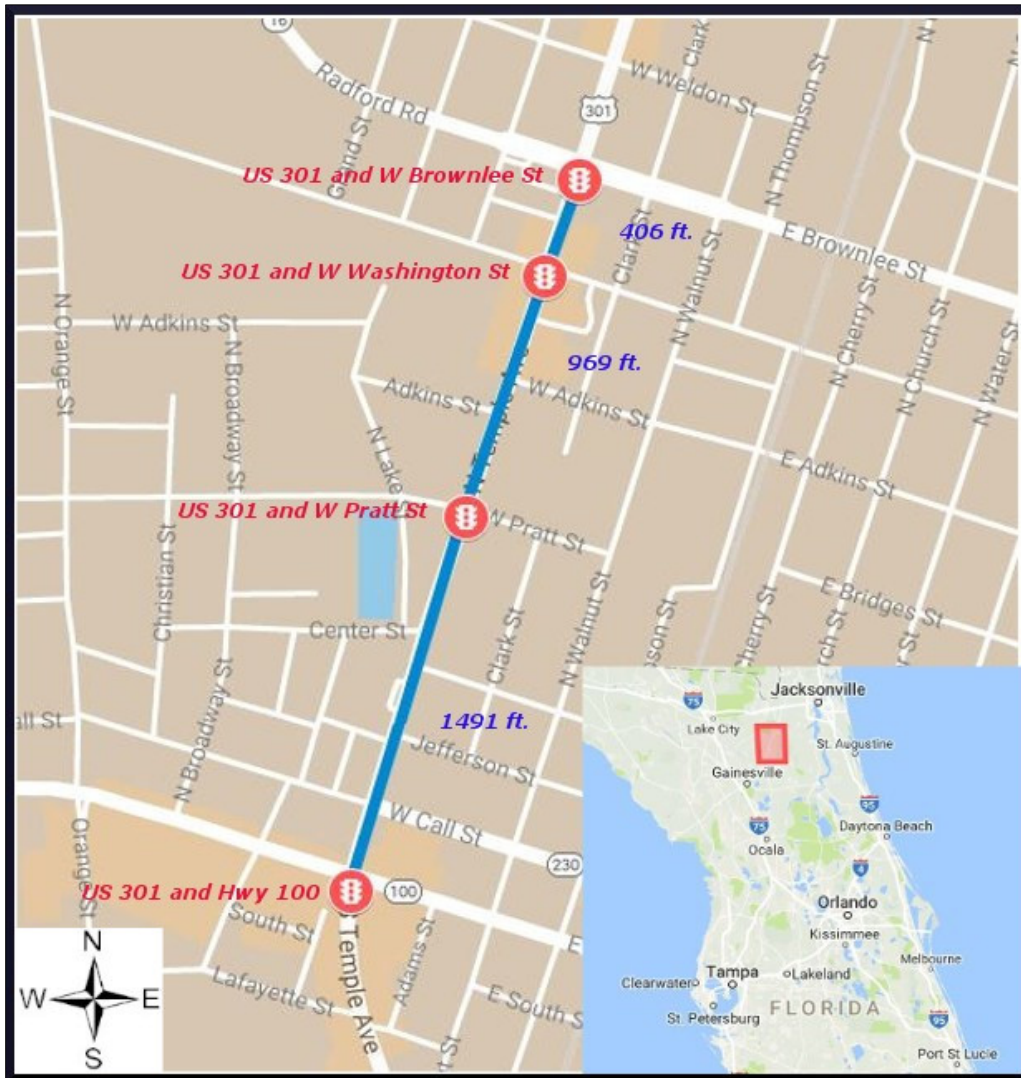 16
Radford Rd
301
Clark
W Weldon St
N Thompson St
Grand St
US 301 and W Brownlee St
406 ft.
Clark St
E Brownlee St
US 301 and W Washington St
N Walnut St
N Orange St
W Adkins St
N Broadway St
969 ft.
N Cherry St
N Church St
N Water St
Adkins St
W Adkins St
E Adkins St
N Lake
US 301 and W Pratt St
W Pratt St
Christian St
E Bridges St
Center St
Clark St
N Walnut St
N Broadway St
1491 ft.
Jefferson St
W Call St
230
Orange St
US 301 and Hwy 100
100
South St
S Temple Ave
Adams St
Lafayette St
E South S
N
W E
S
Jacksonville
75
Lake City
St. Augustine
Gainesville
95
75
Daytona Beach
Ocala
4
Orlando
Kissimmee
Melbourne
Clearwater
Tampa
Lakeland
St. Petersburg
FLORIDA
95
Port St Lucie